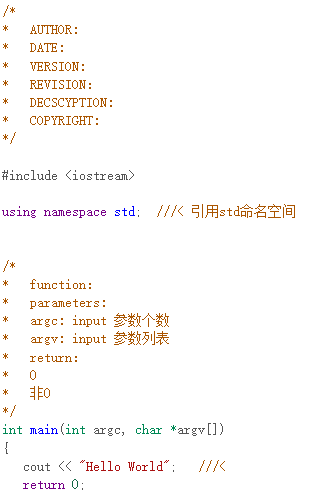 /*
*   AUTHOR:
*   DATE:
*   VERSION:
*   REVISION:
*   DECSCYPTION:
*   COPYRIGHT:
*/
#include <iostream>
using namespace std;  ///< 引用std命名空间
/*
*   function:
*   parameters:
*   argc: input 参数个数
*   argv: input 参数列表
*   return:
*   0
*   非0
*/
int main(int argc, char *argv[])
{
cout << "Hello World";   ///<
return 0;